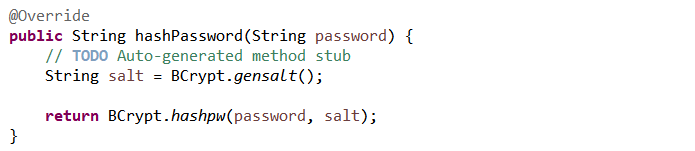 @Override
public String hashPassword(String password) {
    // TODO Auto-generated method stub
    String salt = BCrypt.gensalt();

    return BCrypt.hashpw(password, salt);
}